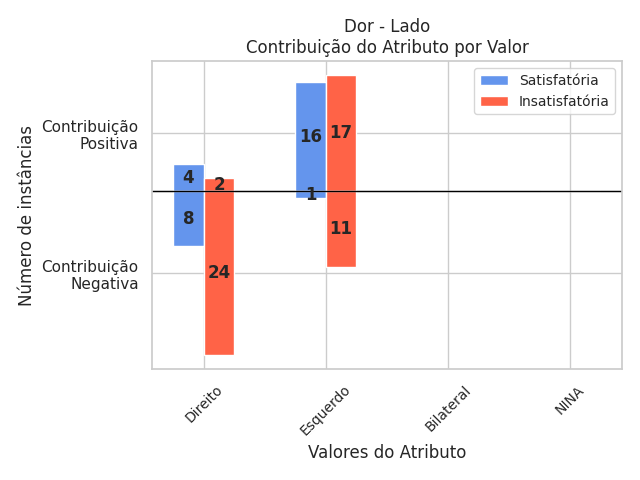 Dor - Lado
Contribuição do Atributo por Valor
Satisfatória
Insatisfatória
Contribuição
Positiva
Contribuição
Negativa
Número de instâncias
4
2
8
24
16
17
1
11
Direito
Esquerdo
Bilateral
NINA
Valores do Atributo